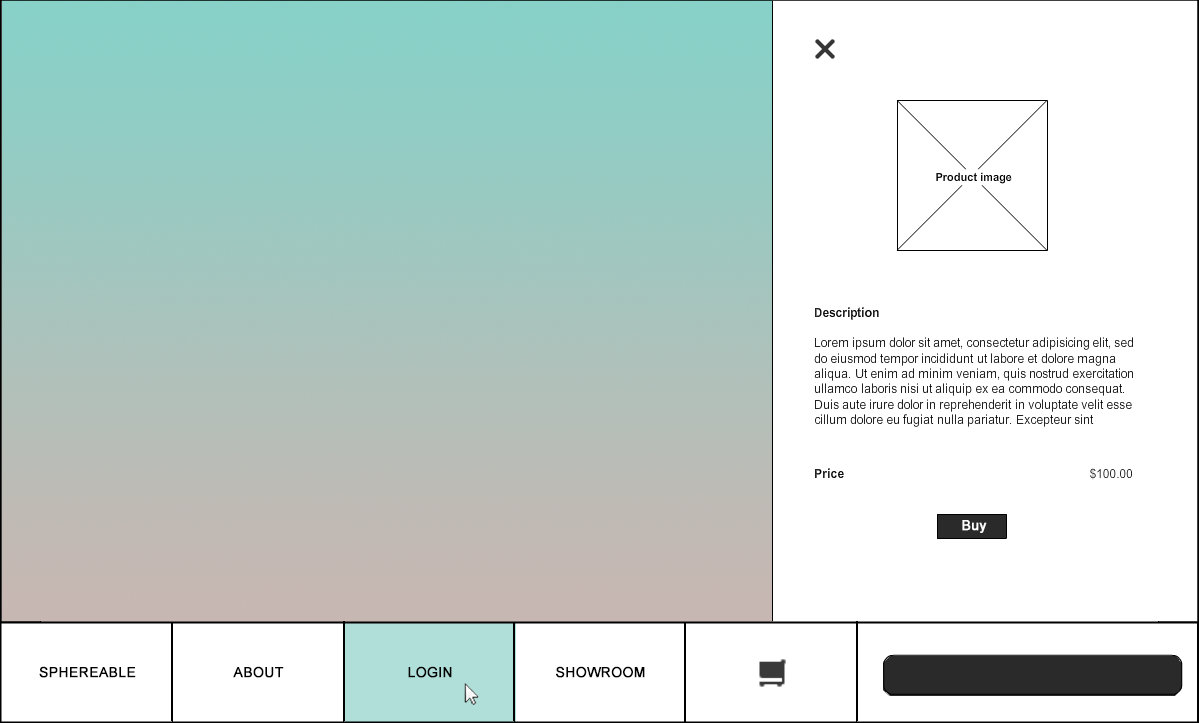 Product image
Description
Lorem ipsum dolor sit amet, consectetur adipisicing elit, sed
do eiusmod tempor incididunt ut labore et dolore magna
aliqua. Ut enim ad minim veniam, quis nostrud exercitation
ullamco laboris nisi ut aliquip ex ea commodo consequat.
Duis aute irure dolor in reprehenderit in voluptate velit esse
cillum dolore eu fugiat nulla pariatur. Excepteur sint
Price $100.00
Buy
SPHEREABLE ABOUT LOGIN SHOWROOM